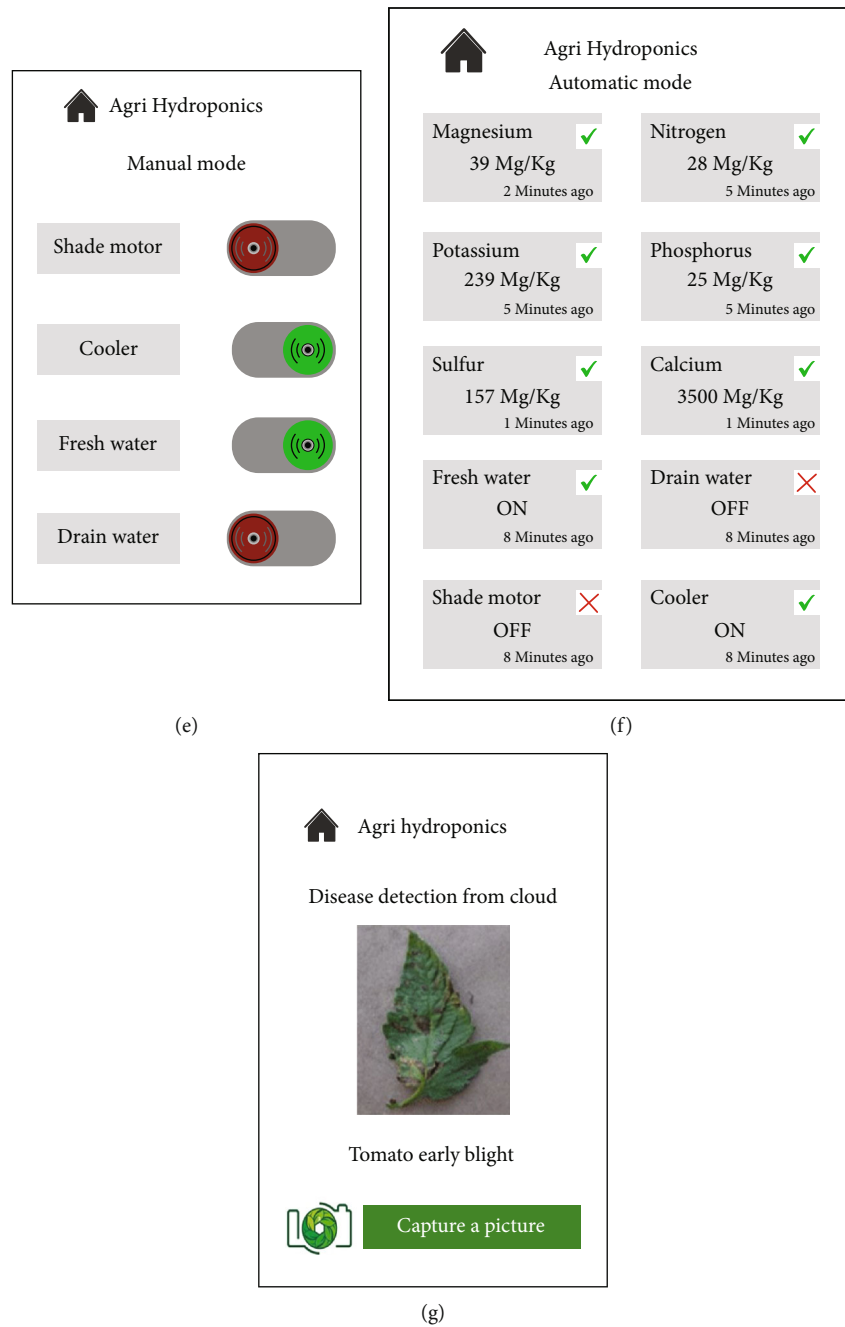 Agri Hydroponics
Manual mode
Shade motor
Cooler
Fresh water
Drain water
(e)
Agri Hydroponics
Automatic mode
Magnesium
39 Mg/Kg
2 Minutes ago
Nitrogen
28 Mg/Kg
5 Minutes ago
Potassium
239 Mg/Kg
5 Minutes ago
Phosphorus
25 Mg/Kg
5 Minutes ago
Sulfur
157 Mg/Kg
1 Minutes ago
Calcium
3500 Mg/Kg
1 Minutes ago
Fresh water
ON
8 Minutes ago
Drain water
OFF
8 Minutes ago
Shade motor
OFF
8 Minutes ago
Cooler
ON
8 Minutes ago
(f)
Agri hydroponics
Disease detection from cloud
Tomato early blight
Capture a picture
(g)